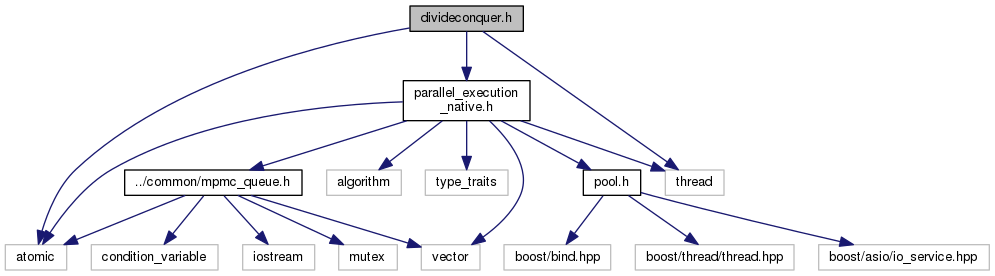 divideconquer.h
parallel_execution
_native.h
../common/mpmc_queue.h
algorithm
type_traits
pool.h
thread
atomic
condition_variable
iostream
mutex
vector
boost/bind.hpp
boost/thread/thread.hpp
boost/asio/io_service.hpp